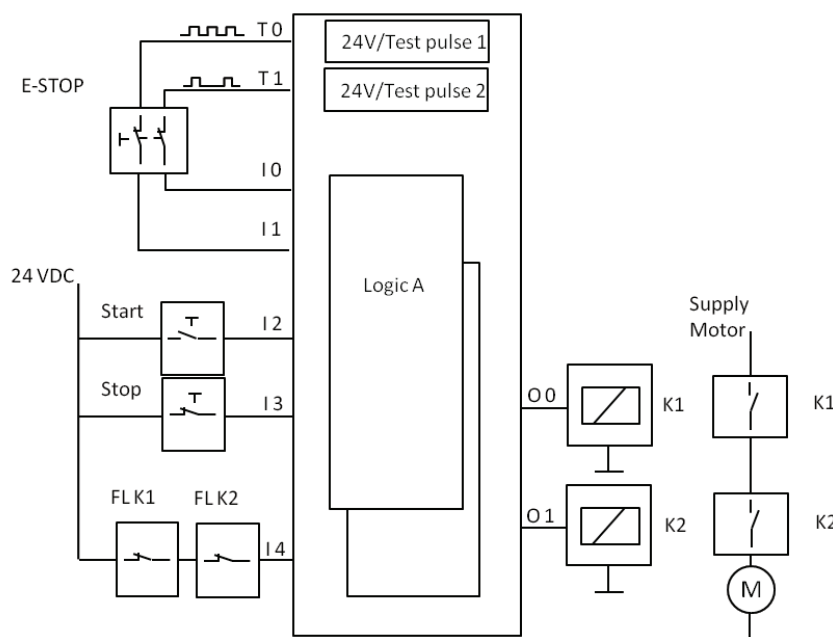 T0
24V/Test pulse 1
E-STOP
T1
24V/Test pulse 2
I0
I1
24 VDC
Logic A
Start
I2
Supply
Motor
Stop
I3
O0
K1
K1
FL K1
FL K2
I4
O1
K2
K2
M